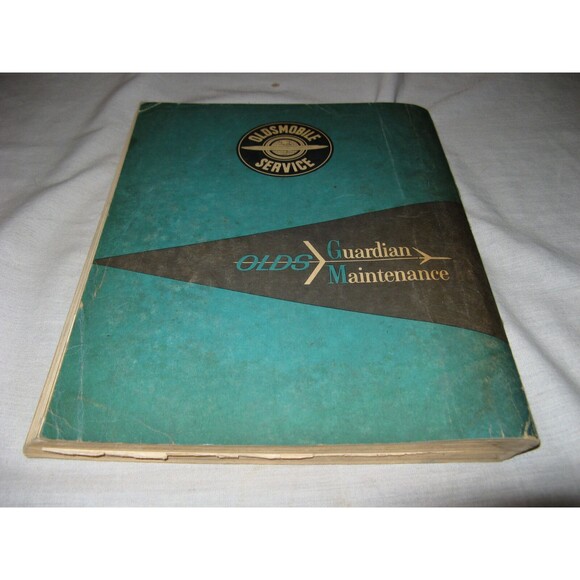 OLDSMOBILE
SERVICE
OLDS Guardian
Maintenance